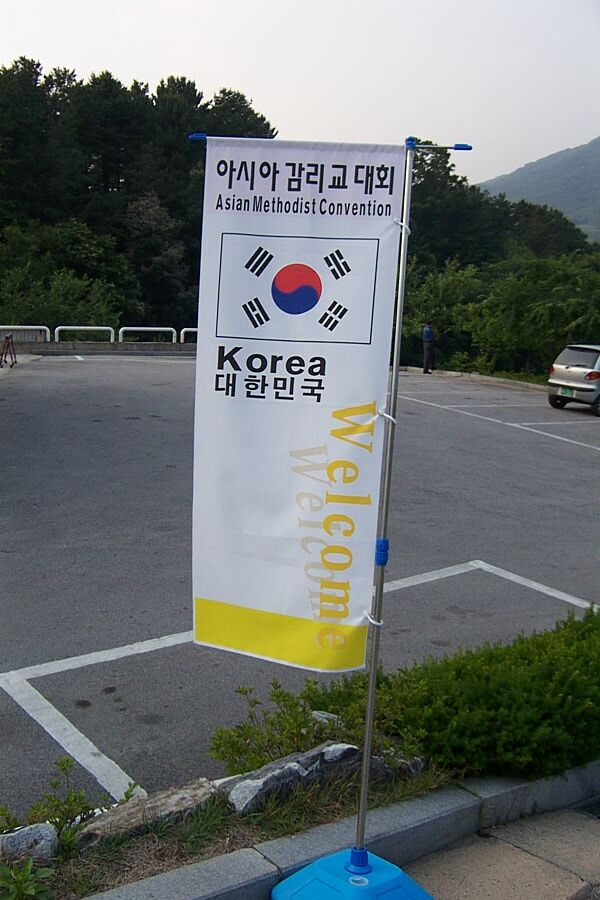 아시아 감리교 대회
Asian Methodist Convention
Korea
대한민국
Welcome
Welcome